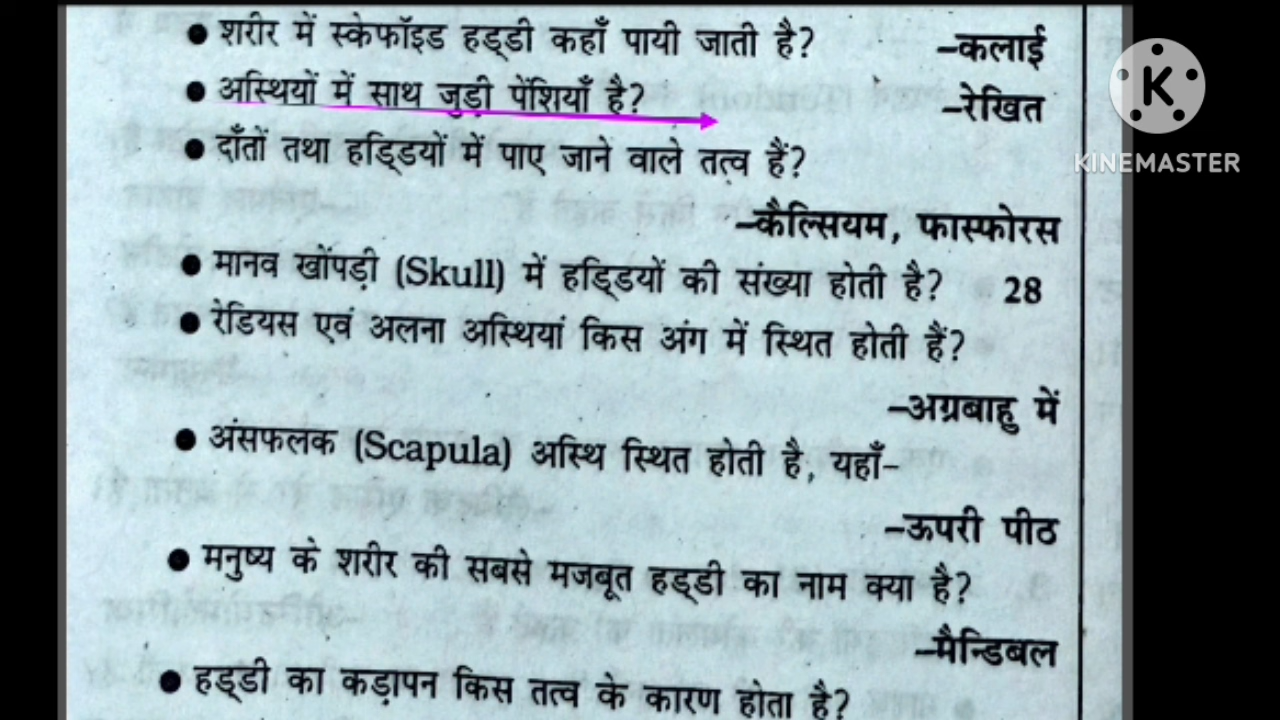 ● शरीर में स्केफॉइड हड्डी कहाँ पायी जाती है? –कलाई
● अस्थियों में साथ जुड़ी पेंशियाँ है? –रेखित
● दाँतों तथा हड्डियों में पाए जाने वाले तत्व हैं?
–कैल्सियम, फास्फोरस
● मानव खोंपड़ी (Skull) में हड्डियों की संख्या होती है? 28
● रेडियस एवं अलना अस्थियां किस अंग में स्थित होती हैं?
–अग्रबाहु में
● अंसफलक (Scapula) अस्थि स्थित होती है, यहाँ–
–ऊपरी पीठ
● मनुष्य के शरीर की सबसे मजबूत हड्डी का नाम क्या है?
–मैन्डिबल
● हड्डी का कड़ापन किस तत्व के कारण होता है?
K
KINEMASTER